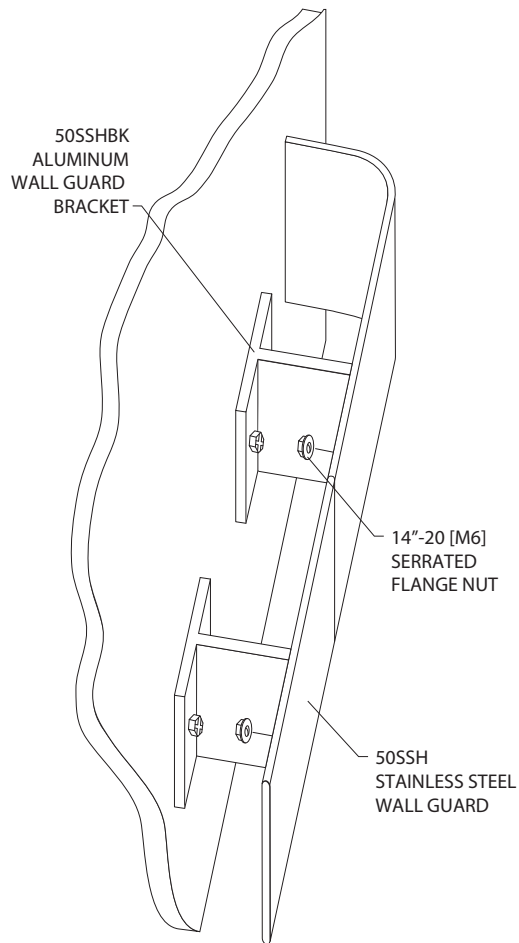 50SSHBK
ALUMINUM
WALL GUARD
BRACKET
14”-20 [M6]
SERRATED
FLANGE NUT
50SSH
STAINLESS STEEL
WALL GUARD